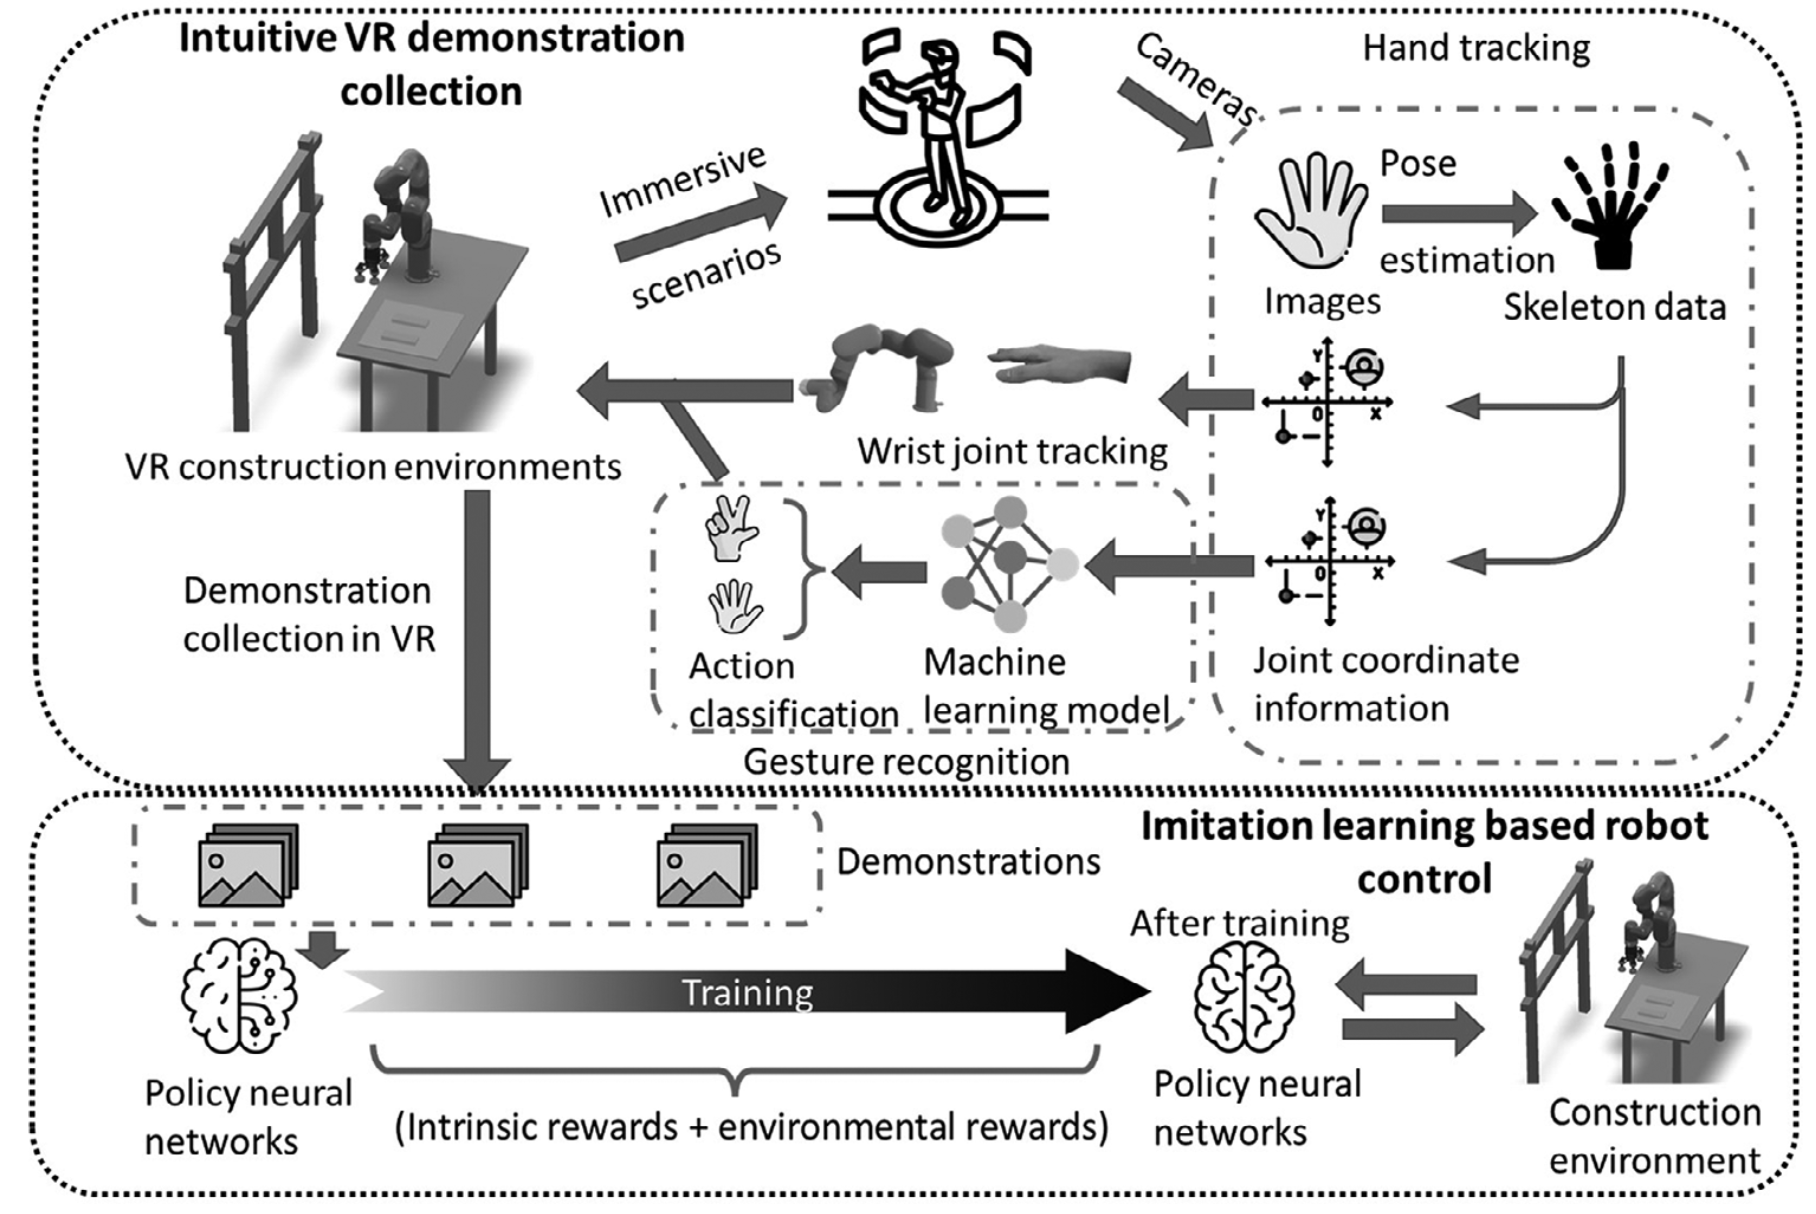 Intuitive VR demonstration
collection
Immersive
scenarios
Cameras
Hand tracking
Pose
estimation
Images
Skeleton data
Y
0
X
Wrist joint tracking
VR construction environments
Y
0
X
Demonstration
collection in VR
Action
classification
Machine
learning model
Joint coordinate
information
Gesture recognition
Demonstrations
Imitation learning based robot
control
After training
Training
Policy neural
networks
(Intrinsic rewards + environmental rewards)
Policy neural
networks
Construction
environment